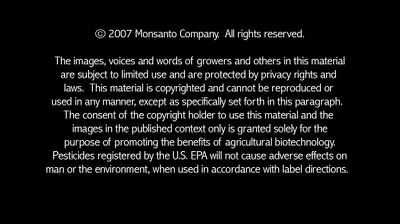 © 2007 Monsanto Company. All rights reserved.
The images, voices and words of growers and others in this material
are subject to limited use and are protected by privacy rights and
laws. This material is copyrighted and cannot be reproduced or
used in any manner, except as specifically set forth in this paragraph.
The consent of the copyright holder to use this material and the
images in the published context only is granted solely for the
purpose of promoting the benefits of agricultural biotechnology.
Pesticides registered by the U.S. EPA will not cause adverse effects on
man or the environment, when used in accordance with label directions.